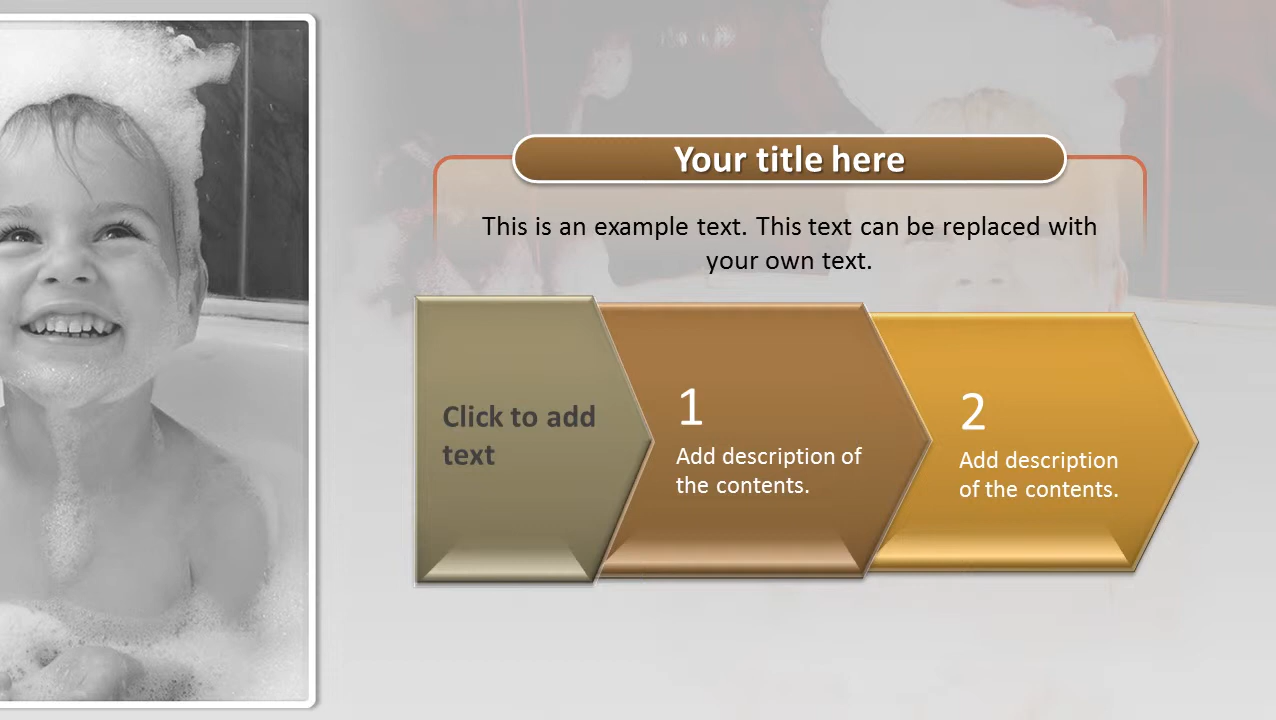 Your title here
This is an example text. This text can be replaced with
your own text.
Click to add
text
1
Add description of
the contents.
2
Add description
of the contents.